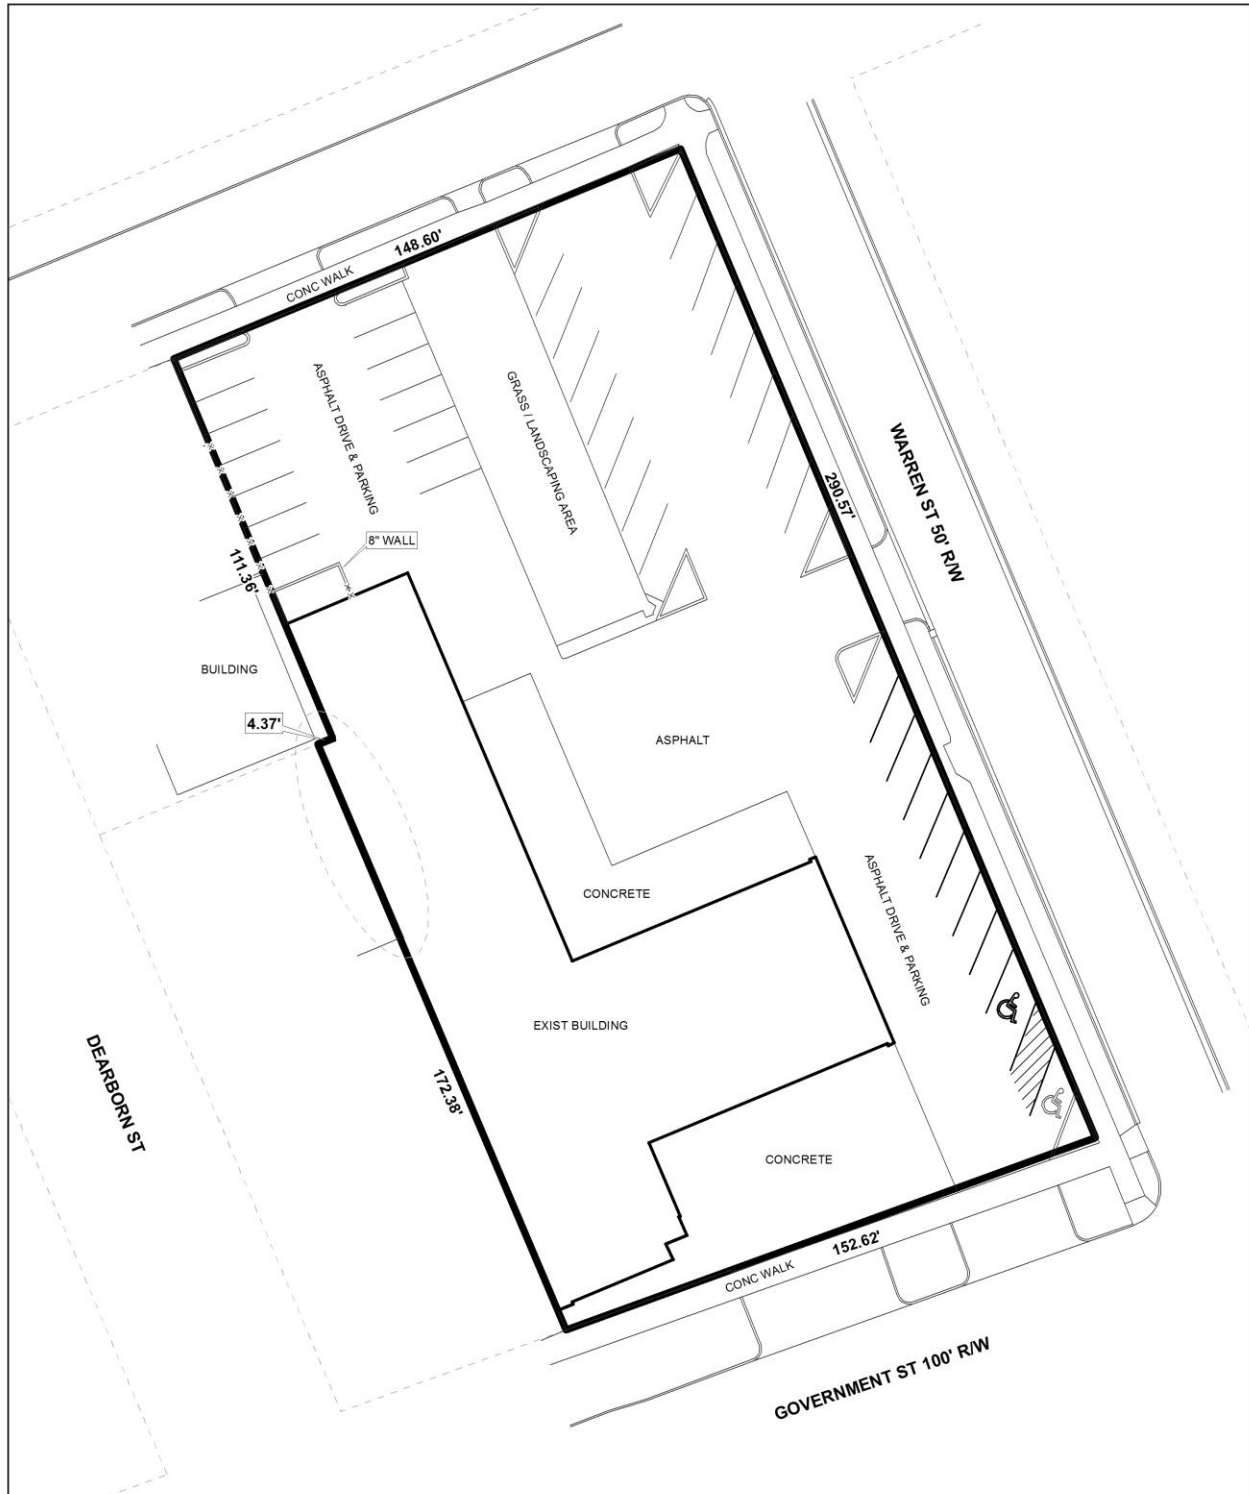 148.60'
CONC WALK
ASPHALT DRIVE & PARKING
GRASS / LANDSCAPING AREA
WARREN ST 50' R/W
290.57'
8" WALL
111.36'
BUILDING
4.37'
ASPHALT
CONCRETE
ASPHALT DRIVE & PARKING
EXIST BUILDING
DEARBORN ST
172.38'
CONCRETE
152.62'
CONC WALK
GOVERNMENT ST 100' R/W